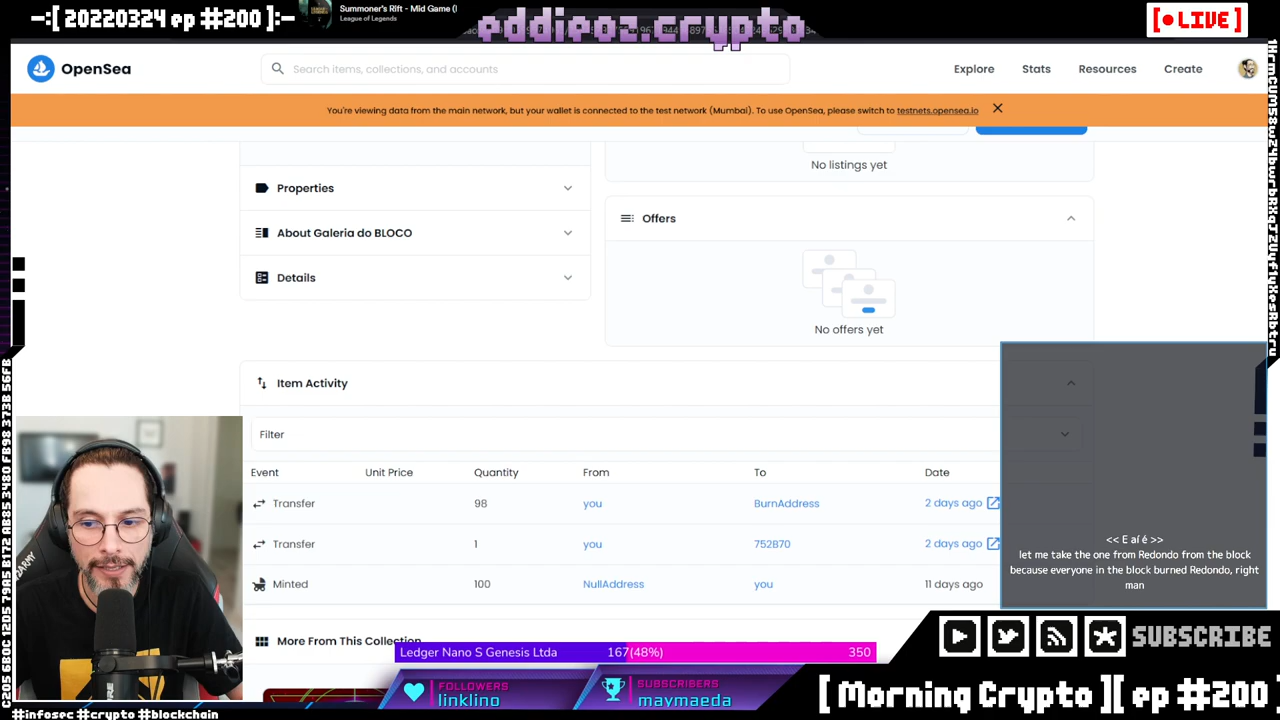 —:[ 20220324 ep #200 ]:—
Summoner's Rift - Mid Game (I
League of Legends
eddieoz.crypto
[● LIVE]
OpenSea
Search items, collections, and accounts
Explore
Stats
Resources
Create
You're viewing data from the main network, but your wallet is connected to the test network (Mumbai). To use OpenSea, please switch to testnets.opensea.io
No listings yet
Properties
Offers
About Galeria do BLOCO
Details
No offers yet
Item Activity
Filter
Event Unit Price Quantity From To Date
Transfer 98 you BurnAddress 2 days ago
Transfer 1 you 752B70 2 days ago
Minted 100 NullAddress you 11 days ago
<< E aí é >>
let me take the one from Redondo from the block
because everyone in the block burned Redondo, right
man
More From This Collection
Ledger Nano S Genesis Ltda 167(48%) 350
SUBSCRIBE
FOLLOWERS
linklino
SUBSCRIBERS
maymaeda
[ Morning Crypto ][ ep #200 ]
#infosec #crypto #blockchain